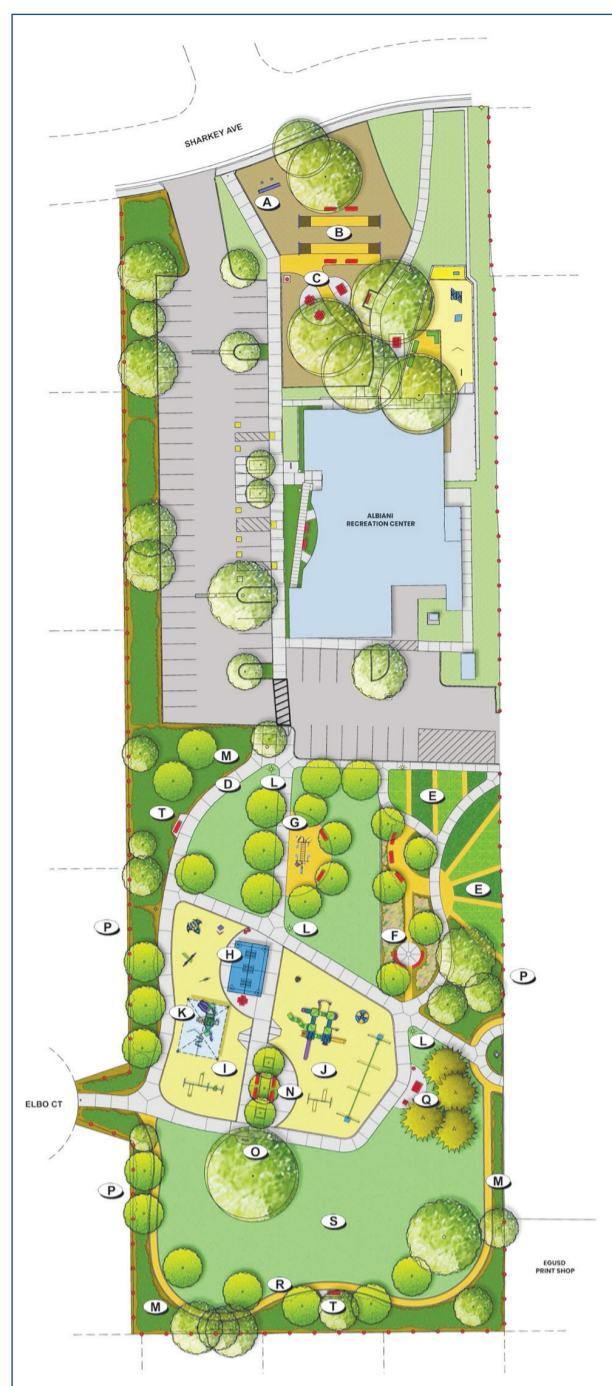 SHARKEY AVE
A
B
C
ALBIANI
RECREATION CENTER
M
D
L
E
T
G
E
P
L
F
P
H
K
L
I
J
N
Q
ELBO CT
O
M
P
S
EGUSD
PRINT SHOP
R
M
T